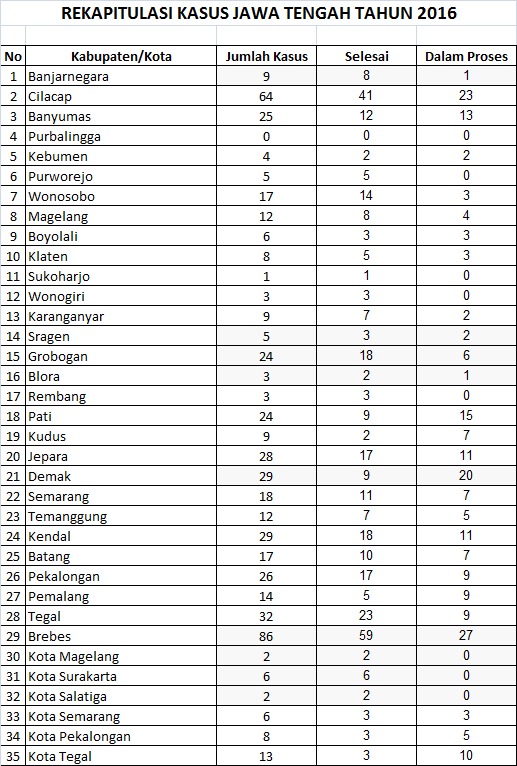 REKAPITULASI KASUS JAWA TENGAH TAHUN 2016
No Kabupaten/Kota Jumlah Kasus Selesai Dalam Proses
1 Banjarnegara 9 8 1
2 Cilacap 64 41 23
3 Banyumas 25 12 13
4 Purbalingga 0 0 0
5 Kebumen 4 2 2
6 Purworejo 5 5 0
7 Wonosobo 17 14 3
8 Magelang 12 8 4
9 Boyolali 6 3 3
10 Klaten 8 5 3
11 Sukoharjo 1 1 0
12 Wonogiri 3 3 0
13 Karanganyar 9 7 2
14 Sragen 5 3 2
15 Grobogan 24 18 6
16 Blora 3 2 1
17 Rembang 3 3 0
18 Pati 24 9 15
19 Kudus 9 2 7
20 Jepara 28 17 11
21 Demak 29 9 20
22 Semarang 18 11 7
23 Temanggung 12 7 5
24 Kendal 29 18 11
25 Batang 17 10 7
26 Pekalongan 26 17 9
27 Pemalang 14 5 9
28 Tegal 32 23 9
29 Brebes 86 59 27
30 Kota Magelang 2 2 0
31 Kota Surakarta 6 6 0
32 Kota Salatiga 2 2 0
33 Kota Semarang 6 3 3
34 Kota Pekalongan 8 3 5
35 Kota Tegal 13 3 10